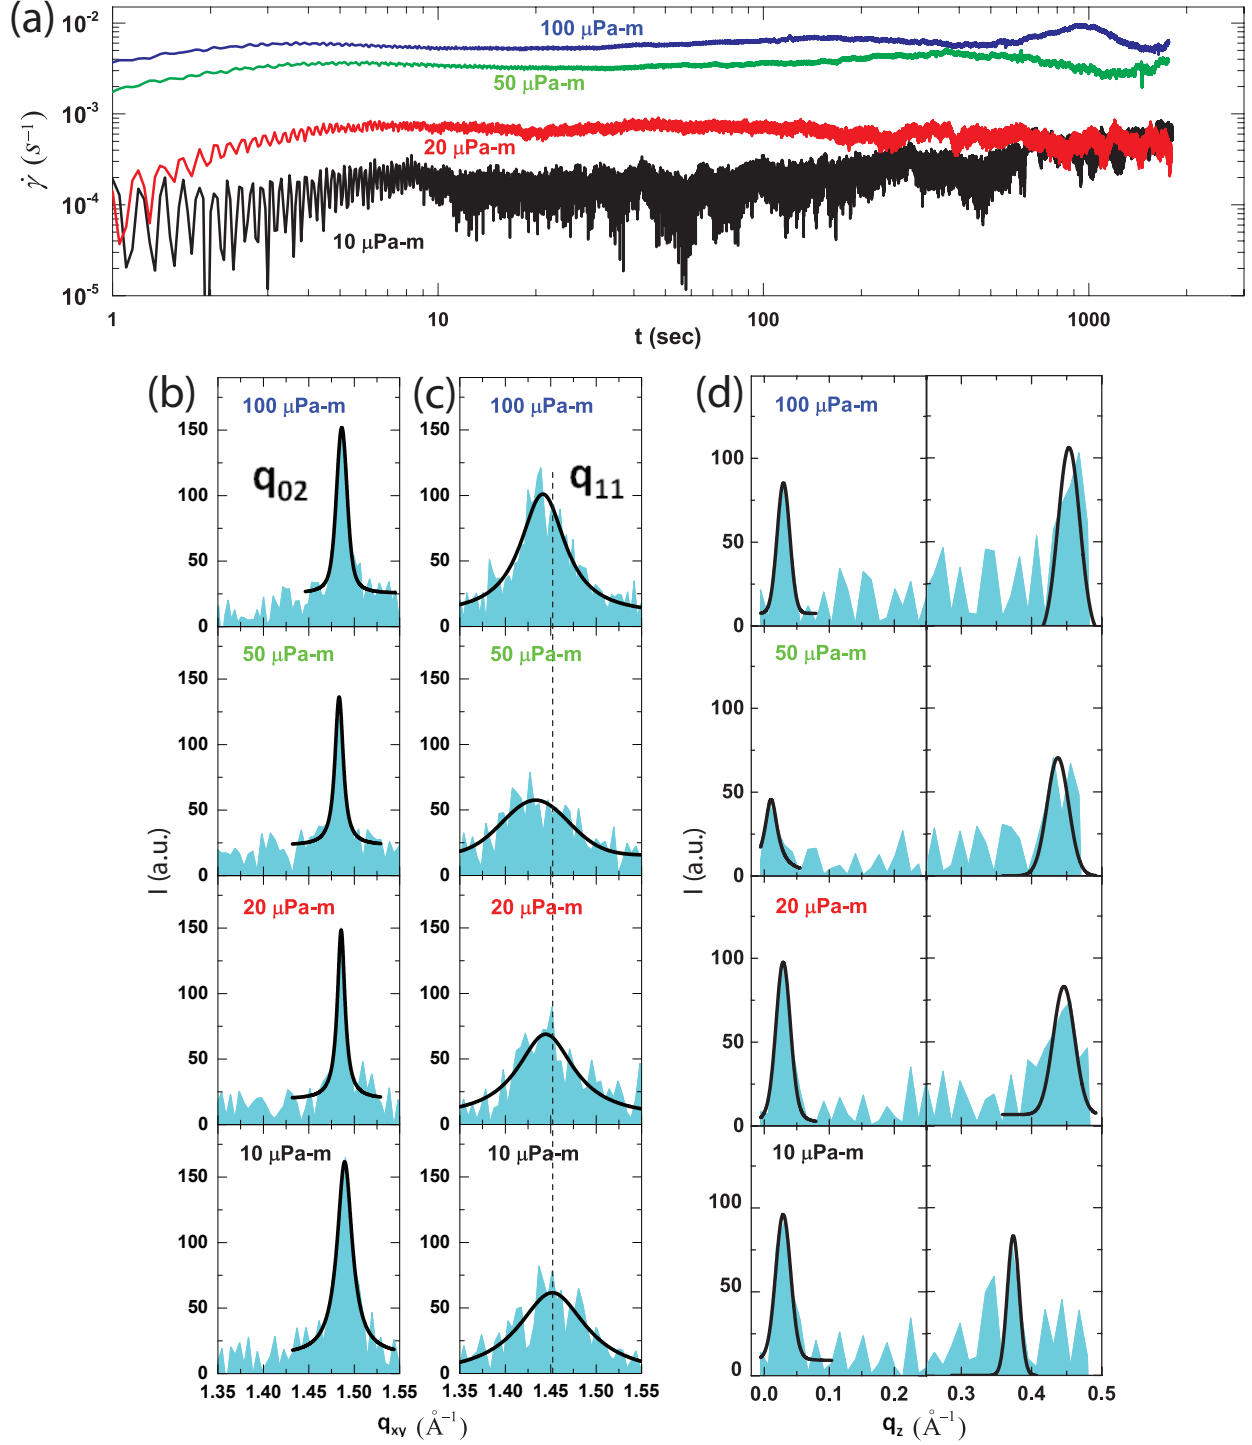 (a)
10⁻²
10⁻³
10⁻⁴
10⁻⁵
γ̇ (s⁻¹)
100 μPa-m
50 μPa-m
20 μPa-m
10 μPa-m
1
10
100
1000
t (sec)
(b)
100 μPa-m
q₀₂
150
100
50
0
50 μPa-m
150
100
50
0
20 μPa-m
150
100
50
0
10 μPa-m
150
100
50
0
I (a.u.)
1.35 1.40 1.45 1.50 1.55
(c)
100 μPa-m
q₁₁
150
100
50
0
50 μPa-m
150
100
50
0
20 μPa-m
150
100
50
0
10 μPa-m
150
100
50
0
1.35 1.40 1.45 1.50 1.55
q_xy (Å⁻¹)
(d)
100 μPa-m
100
50
0
50 μPa-m
100
50
0
20 μPa-m
100
50
0
10 μPa-m
100
50
0
I (a.u.)
0.0 0.1 0.2 0.3 0.4 0.5
q_z (Å⁻¹)